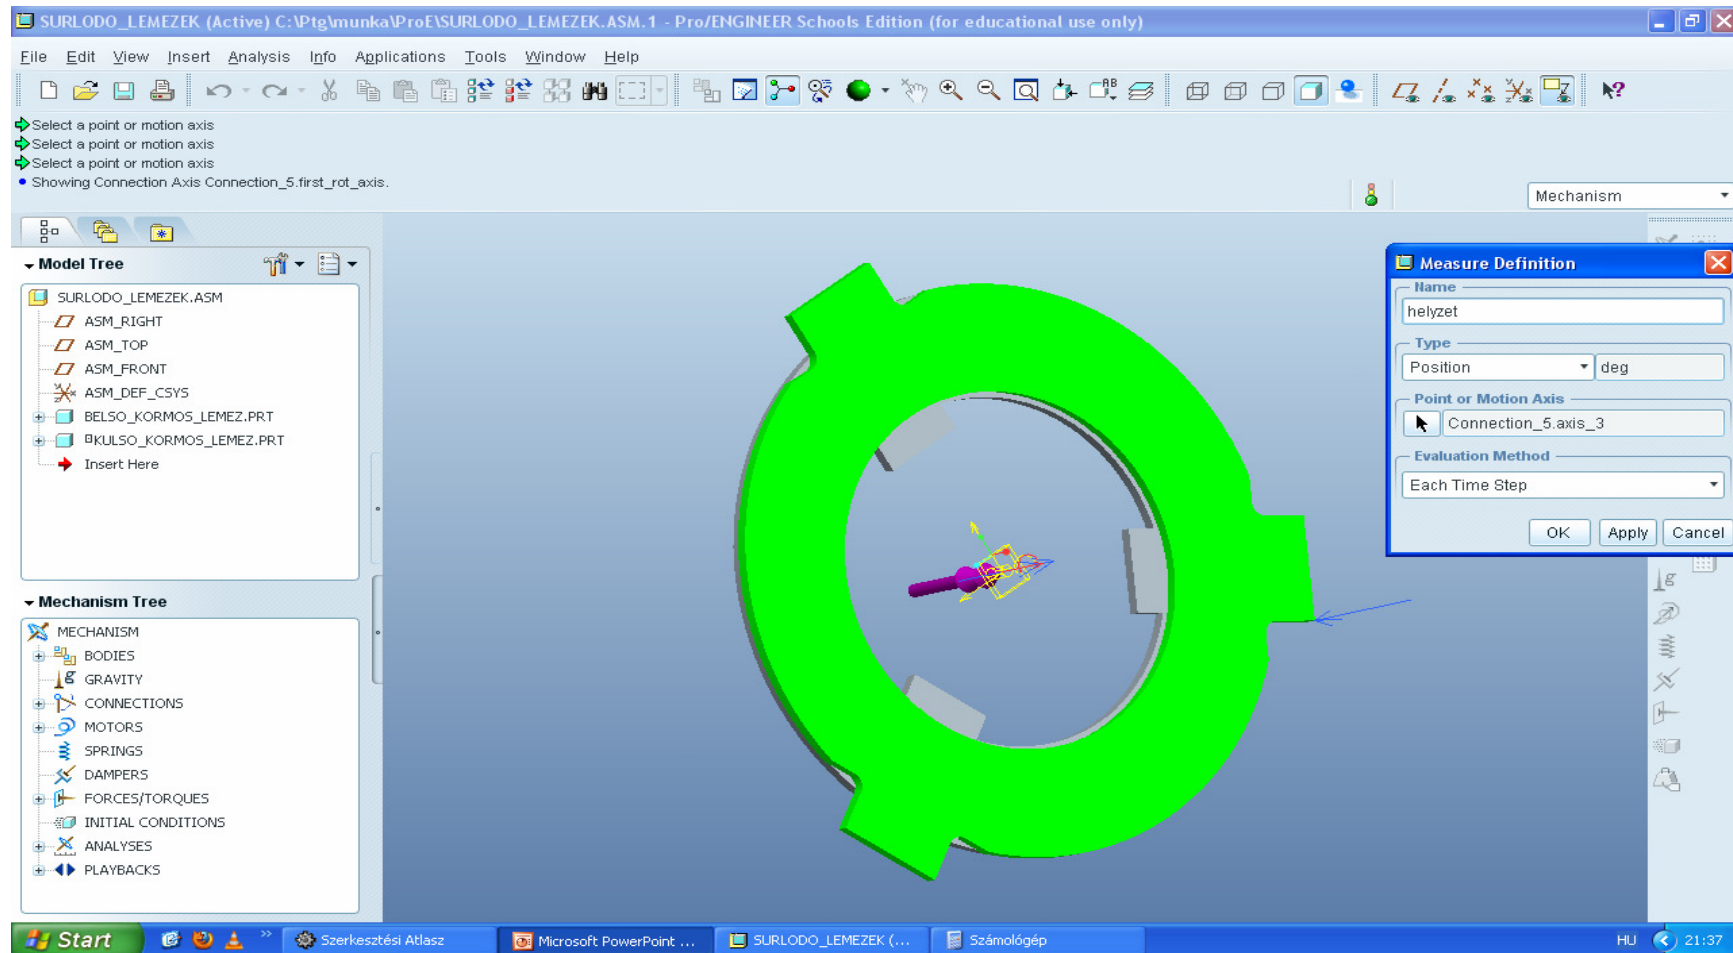 SURLODO_LEMEZEK (Active) C:\Ptg\munka\ProE\SURLODO_LEMEZEK.ASM.1 - Pro/ENGINEER Schools Edition (for educational use only)
File Edit View Insert Analysis Info Applications Tools Window Help
Select a point or motion axis
Select a point or motion axis
Select a point or motion axis
Showing Connection Axis Connection_5.first_rot_axis.
Mechanism
Model Tree
SURLODO_LEMEZEK.ASM
ASM_RIGHT
ASM_TOP
ASM_FRONT
ASM_DEF_CSYS
BELSO_KORMOS_LEMEZ.PRT
KULSO_KORMOS_LEMEZ.PRT
Insert Here
Mechanism Tree
MECHANISM
BODIES
GRAVITY
CONNECTIONS
MOTORS
SPRINGS
DAMPERS
FORCES/TORQUES
INITIAL CONDITIONS
ANALYSES
PLAYBACKS
Measure Definition
Name
helyzet
Type
Position deg
Point or Motion Axis
Connection_5.axis_3
Evaluation Method
Each Time Step
OK Apply Cancel
Start Szerkesztési Atlasz Microsoft PowerPoint ... SURLODO_LEMEZEK (... Számológép HU 21:37